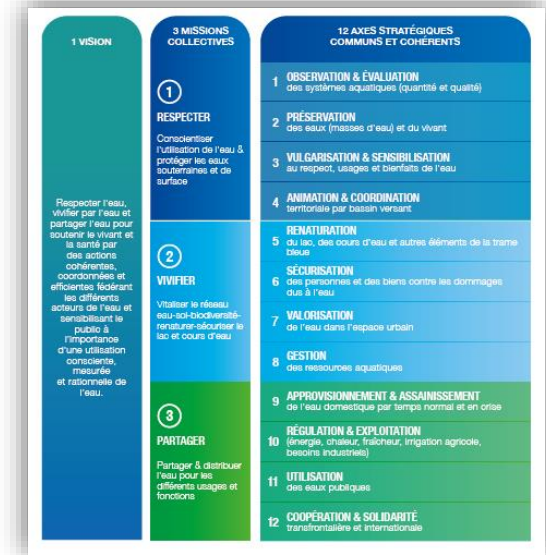 1 VISION
Respecter l'eau,
vivifier par l'eau et
partager l'eau pour
soutenir le vivant et
la santé par
des actions
cohérentes,
coordonnées et
efficientes fédérant
les différents
acteurs de l'eau et
sensibilisant le
public à
l'importance
d'une utilisation
consciente,
mesurée
et rationnelle de
l'eau.
3 MISSIONS
COLLECTIVES
1
RESPECTER
Conscientiser
l'utilisation de l'eau &
protéger les eaux
souterraines et de
surface
2
VIVIFIER
Vitaliser le réseau
eau-sol-biodiversité-
renaturer-sécuriser le
lac et cours d'eau
3
PARTAGER
Partager & distribuer
l'eau pour les
différents usages et
fonctions
12 AXES STRATÉGIQUES
COMMUNS ET COHÉRENTS
1 OBSERVATION & ÉVALUATION
des systèmes aquatiques (quantité et qualité)
2 PRÉSERVATION
des eaux (masses d'eau) et du vivant
3 VULGARISATION & SENSIBILISATION
au respect, usages et bienfaits de l'eau
4 ANIMATION & COORDINATION
territoriale par bassin versant
5 RENATURATION
du lac, des cours d'eau et autres éléments de la trame
bleue
6 SÉCURISATION
des personnes et des biens contre les dommages
dus à l'eau
7 VALORISATION
de l'eau dans l'espace urbain
8 GESTION
des ressources aquatiques
9 APPROVISIONNEMENT & ASSAINISSEMENT
de l'eau domestique par temps normal et en crise
10 RÉGULATION & EXPLOITATION
(énergie, chaleur, fraîcheur, irrigation agricole,
besoins industriels)
11 UTILISATION
des eaux publiques
12 COOPÉRATION & SOLIDARITÉ
transfrontalière et internationale